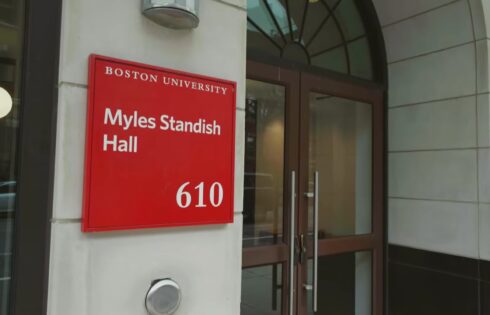 BOSTON UNIVERSITY
Myles Standish
Hall
610